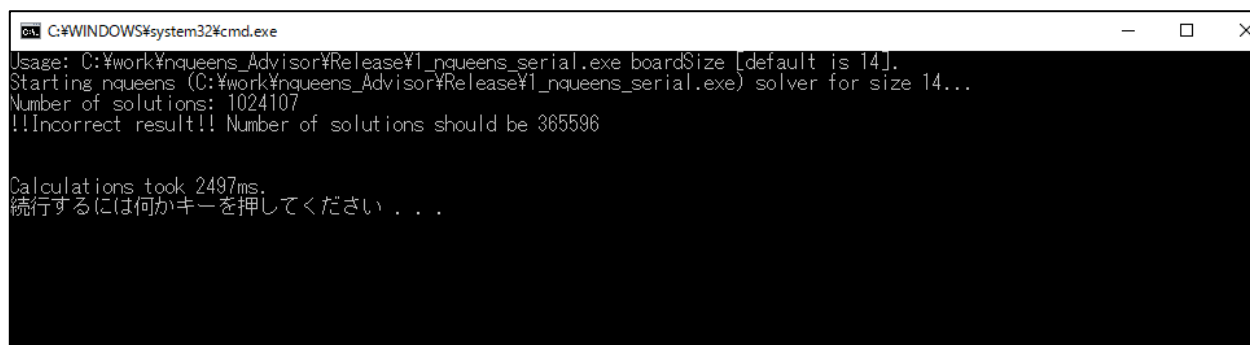 C:¥WINDOWS¥system32¥cmd.exe
Usage: C:¥work¥nqueens_Advisor¥Release¥1_nqueens_serial.exe boardSize [default is 14].
Starting nqueens (C:¥work¥nqueens_Advisor¥Release¥1_nqueens_serial.exe) solver for size 14...
Number of solutions: 1024107
!!Incorrect result!! Number of solutions should be 365596
Calculations took 2497ms.
続行するには何かキーを押してください . . .